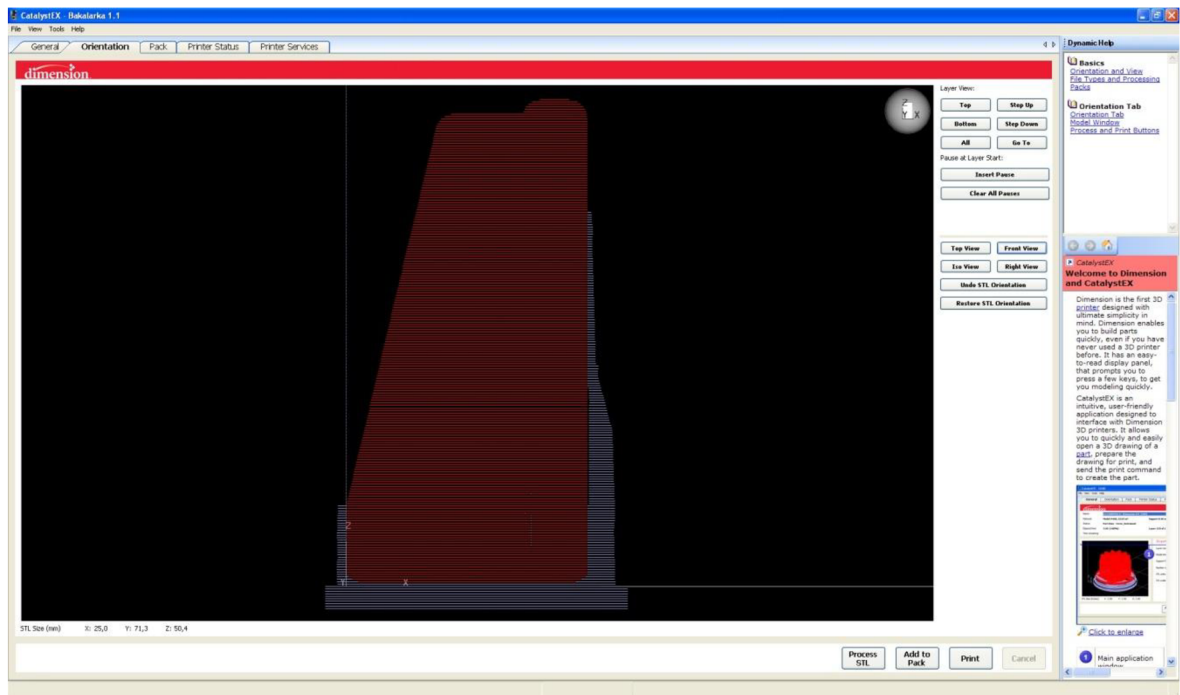 CatalystEX - Bakalarka 1.1
File View Tools Help
General Orientation Pack Printer Status Printer Services
dimension
Z
Y X
Z
Y X
Layer View:
Top Step Up
Bottom Step Down
All Go To
Pause at Layer Start:
Insert Pause
Clear All Pauses
Top View Front View
Iso View Right View
Undo STL Orientation
Restore STL Orientation
STL Size (mm) X: 25,0 Y: 71,3 Z: 50,4
Process STL
Add to Pack
Print
Cancel
Dynamic Help
Basics
Orientation and View
File Types and Processing
Packs
Orientation Tab
Orientation Tab
Model Window
Process and Print Buttons
CatalystEX
Welcome to Dimension
and CatalystEX
Dimension is the first 3D
printer designed with
ultimate simplicity in
mind. Dimension enables
you to build parts
quickly, even if you have
never used a 3D printer
before. It has an easy-
to-read display panel,
that prompts you to
press a few keys, to get
you modeling quickly.
CatalystEX is an
intuitive, user-friendly
application designed to
interface with Dimension
3D printers. It allows
you to quickly and easily
open a 3D drawing of a
part, prepare the
drawing for print, and
send the print command
to create the part.
1
Click to enlarge
1 Main application
window